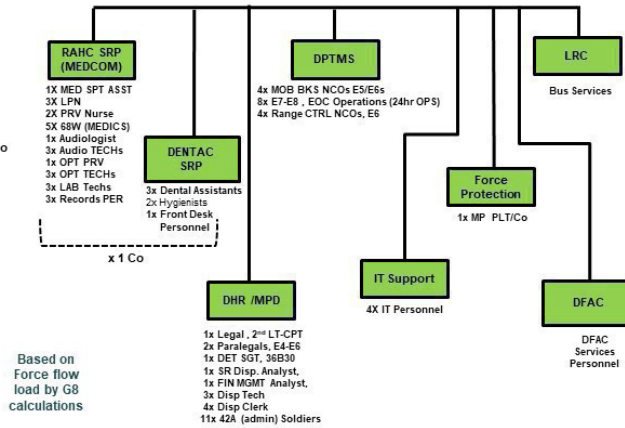 RAHC SRP
(MEDCOM)
1X MED SPT ASST
3X LPN
2X PRV Nurse
5X 68W (MEDICS)
1x Audiologist
3x Audio TECHs
1x OPT PRV
3x OPT TECHs
3x LAB Techs
3x Records PER
o
DENTAC
SRP
3x Dental Assistants
2x Hygienists
1x Front Desk
Personnel
x 1 Co
DPTMS
4x MOB BKS NCOs E5/E6s
8x E7-E8 , EOC Operations (24hr OPS)
4x Range CTRL NCOs, E6
LRC
Bus Services
Force
Protection
1x MP PLT/Co
IT Support
4X IT Personnel
DHR /MPD
1x Legal , 2nd LT-CPT
2x Paralegals, E4-E6
1x DET SGT, 36B30
1x SR Disp. Analyst,
1x FIN MGMT Analyst,
3x Disp Tech
4x Disp Clerk
11x 42A (admin) Soldiers
DFAC
DFAC
Services
Personnel
Based on
Force flow
load by G8
calculations